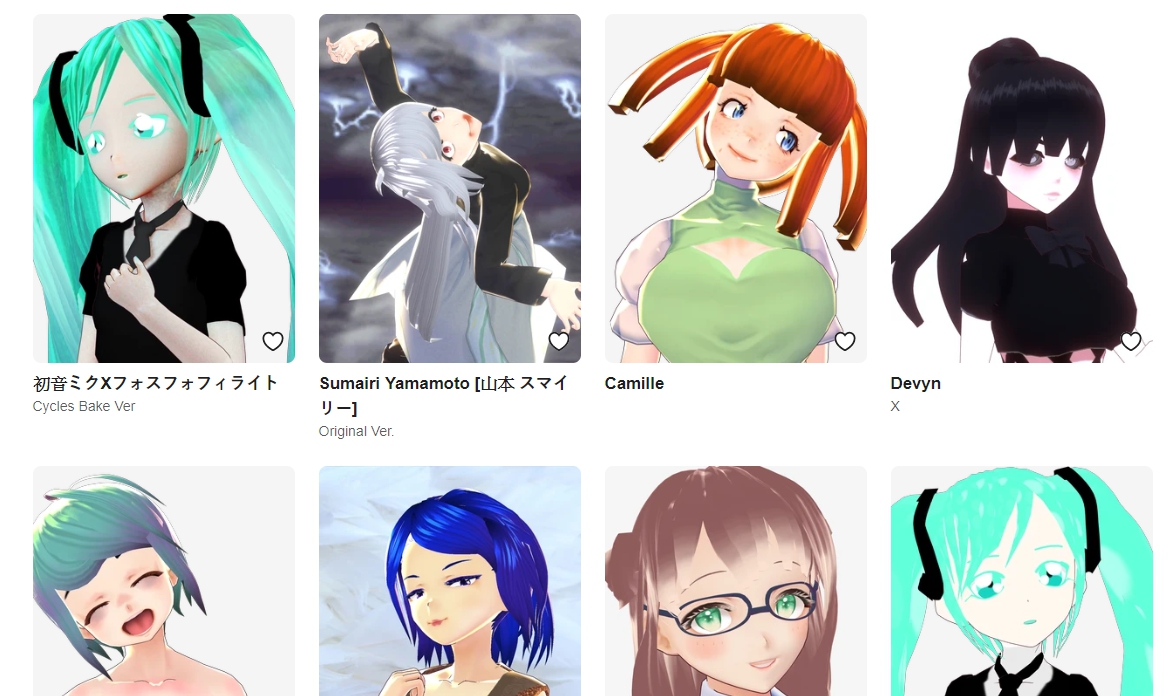 初音ミクXフォスフォフィライト
Cycles Bake Ver
Sumairi Yamamoto [山本 スマイ
リー]
Original Ver.
Camille
Devyn
X